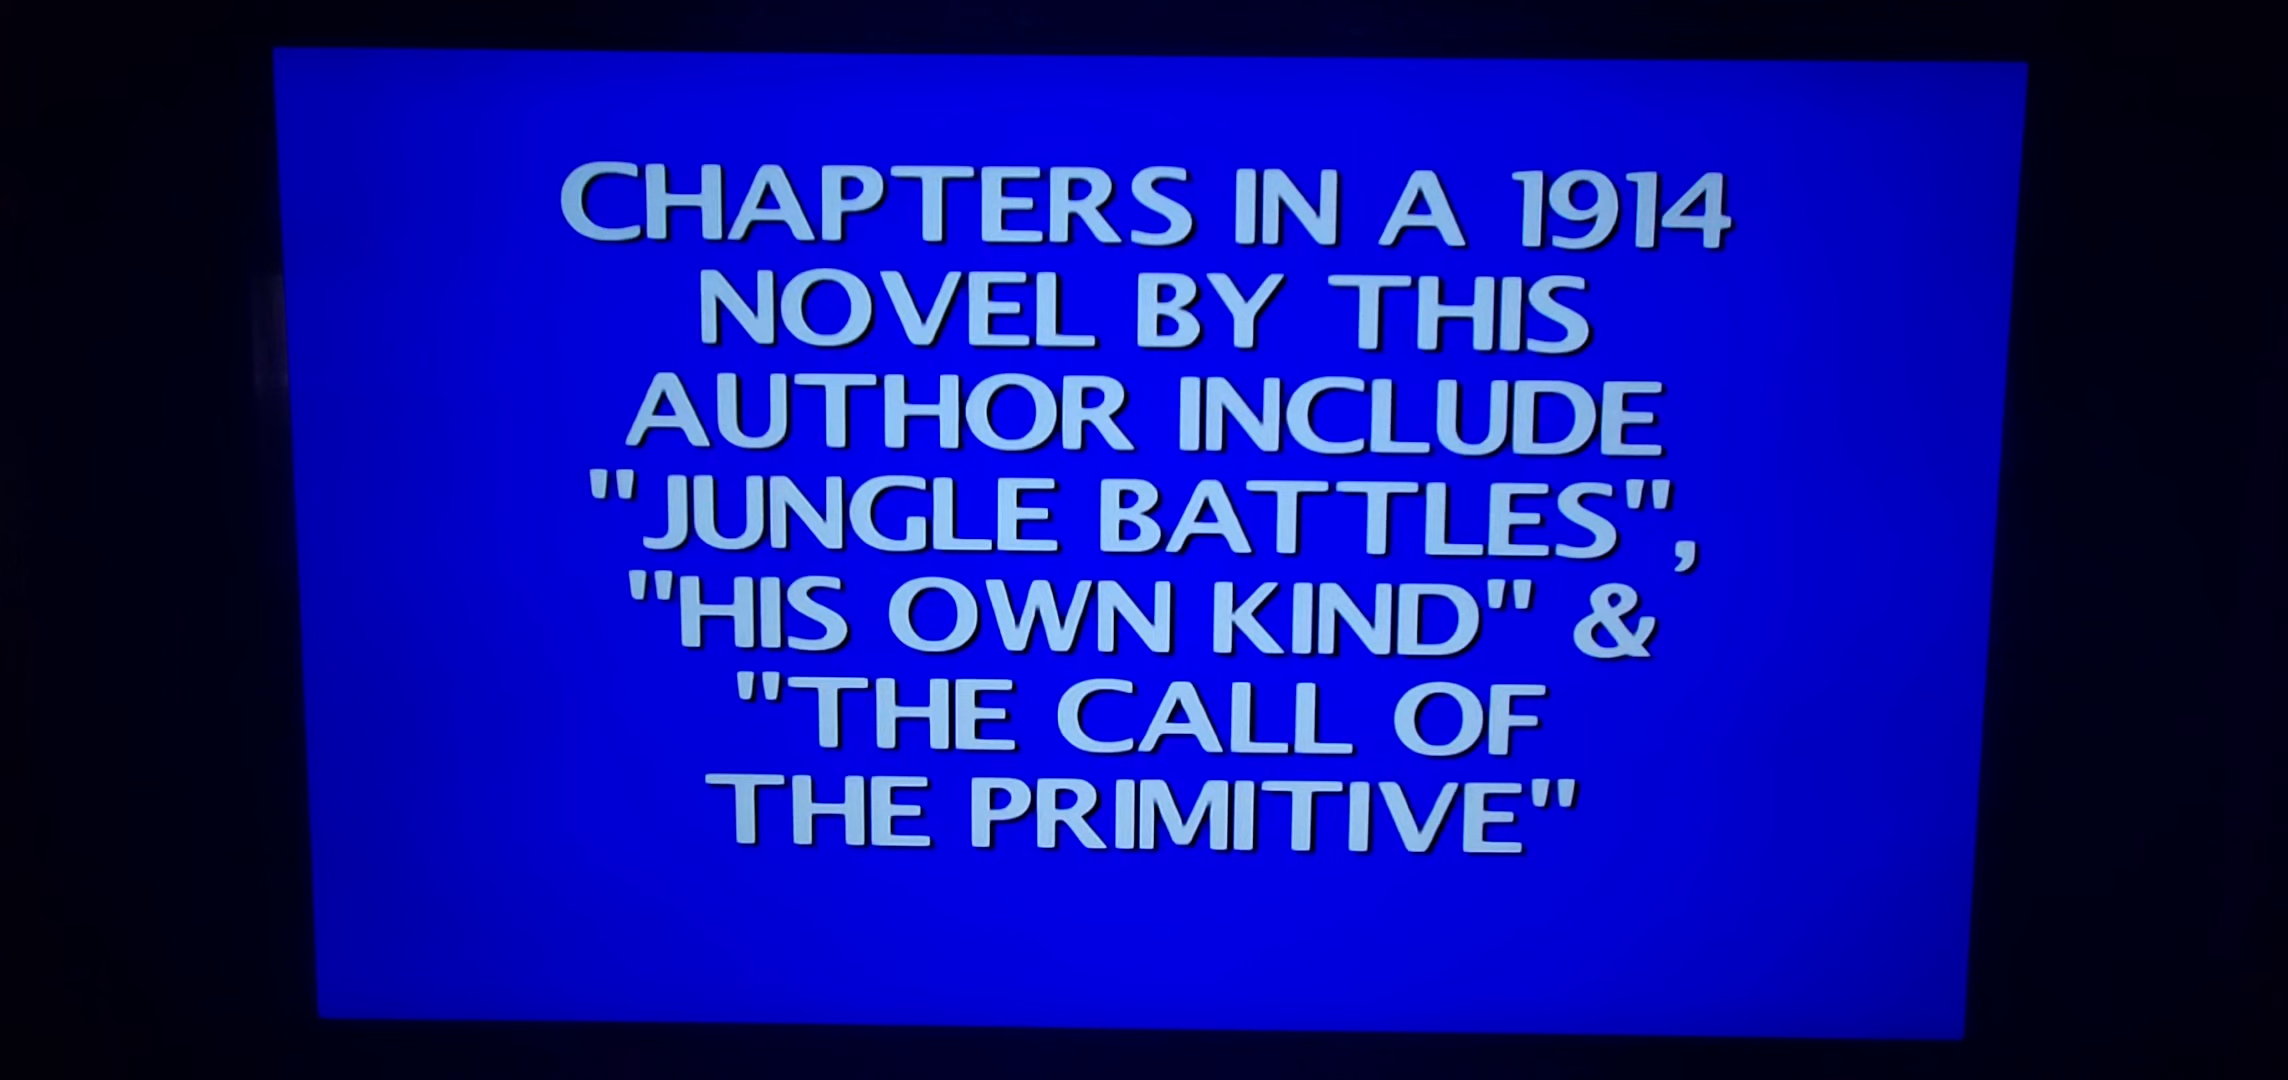 CHAPTERS IN A 1914
NOVEL BY THIS
AUTHOR INCLUDE
"JUNGLE BATTLES",
"HIS OWN KIND" &
"THE CALL OF
THE PRIMITIVE"